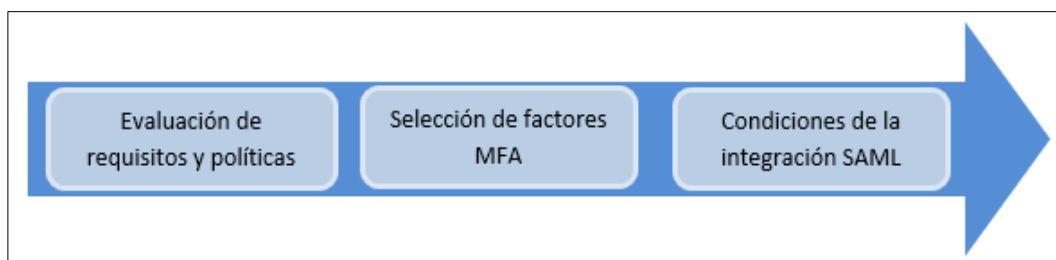 Evaluación de
requisitos y políticas
Selección de factores
MFA
Condiciones de la
integración SAML